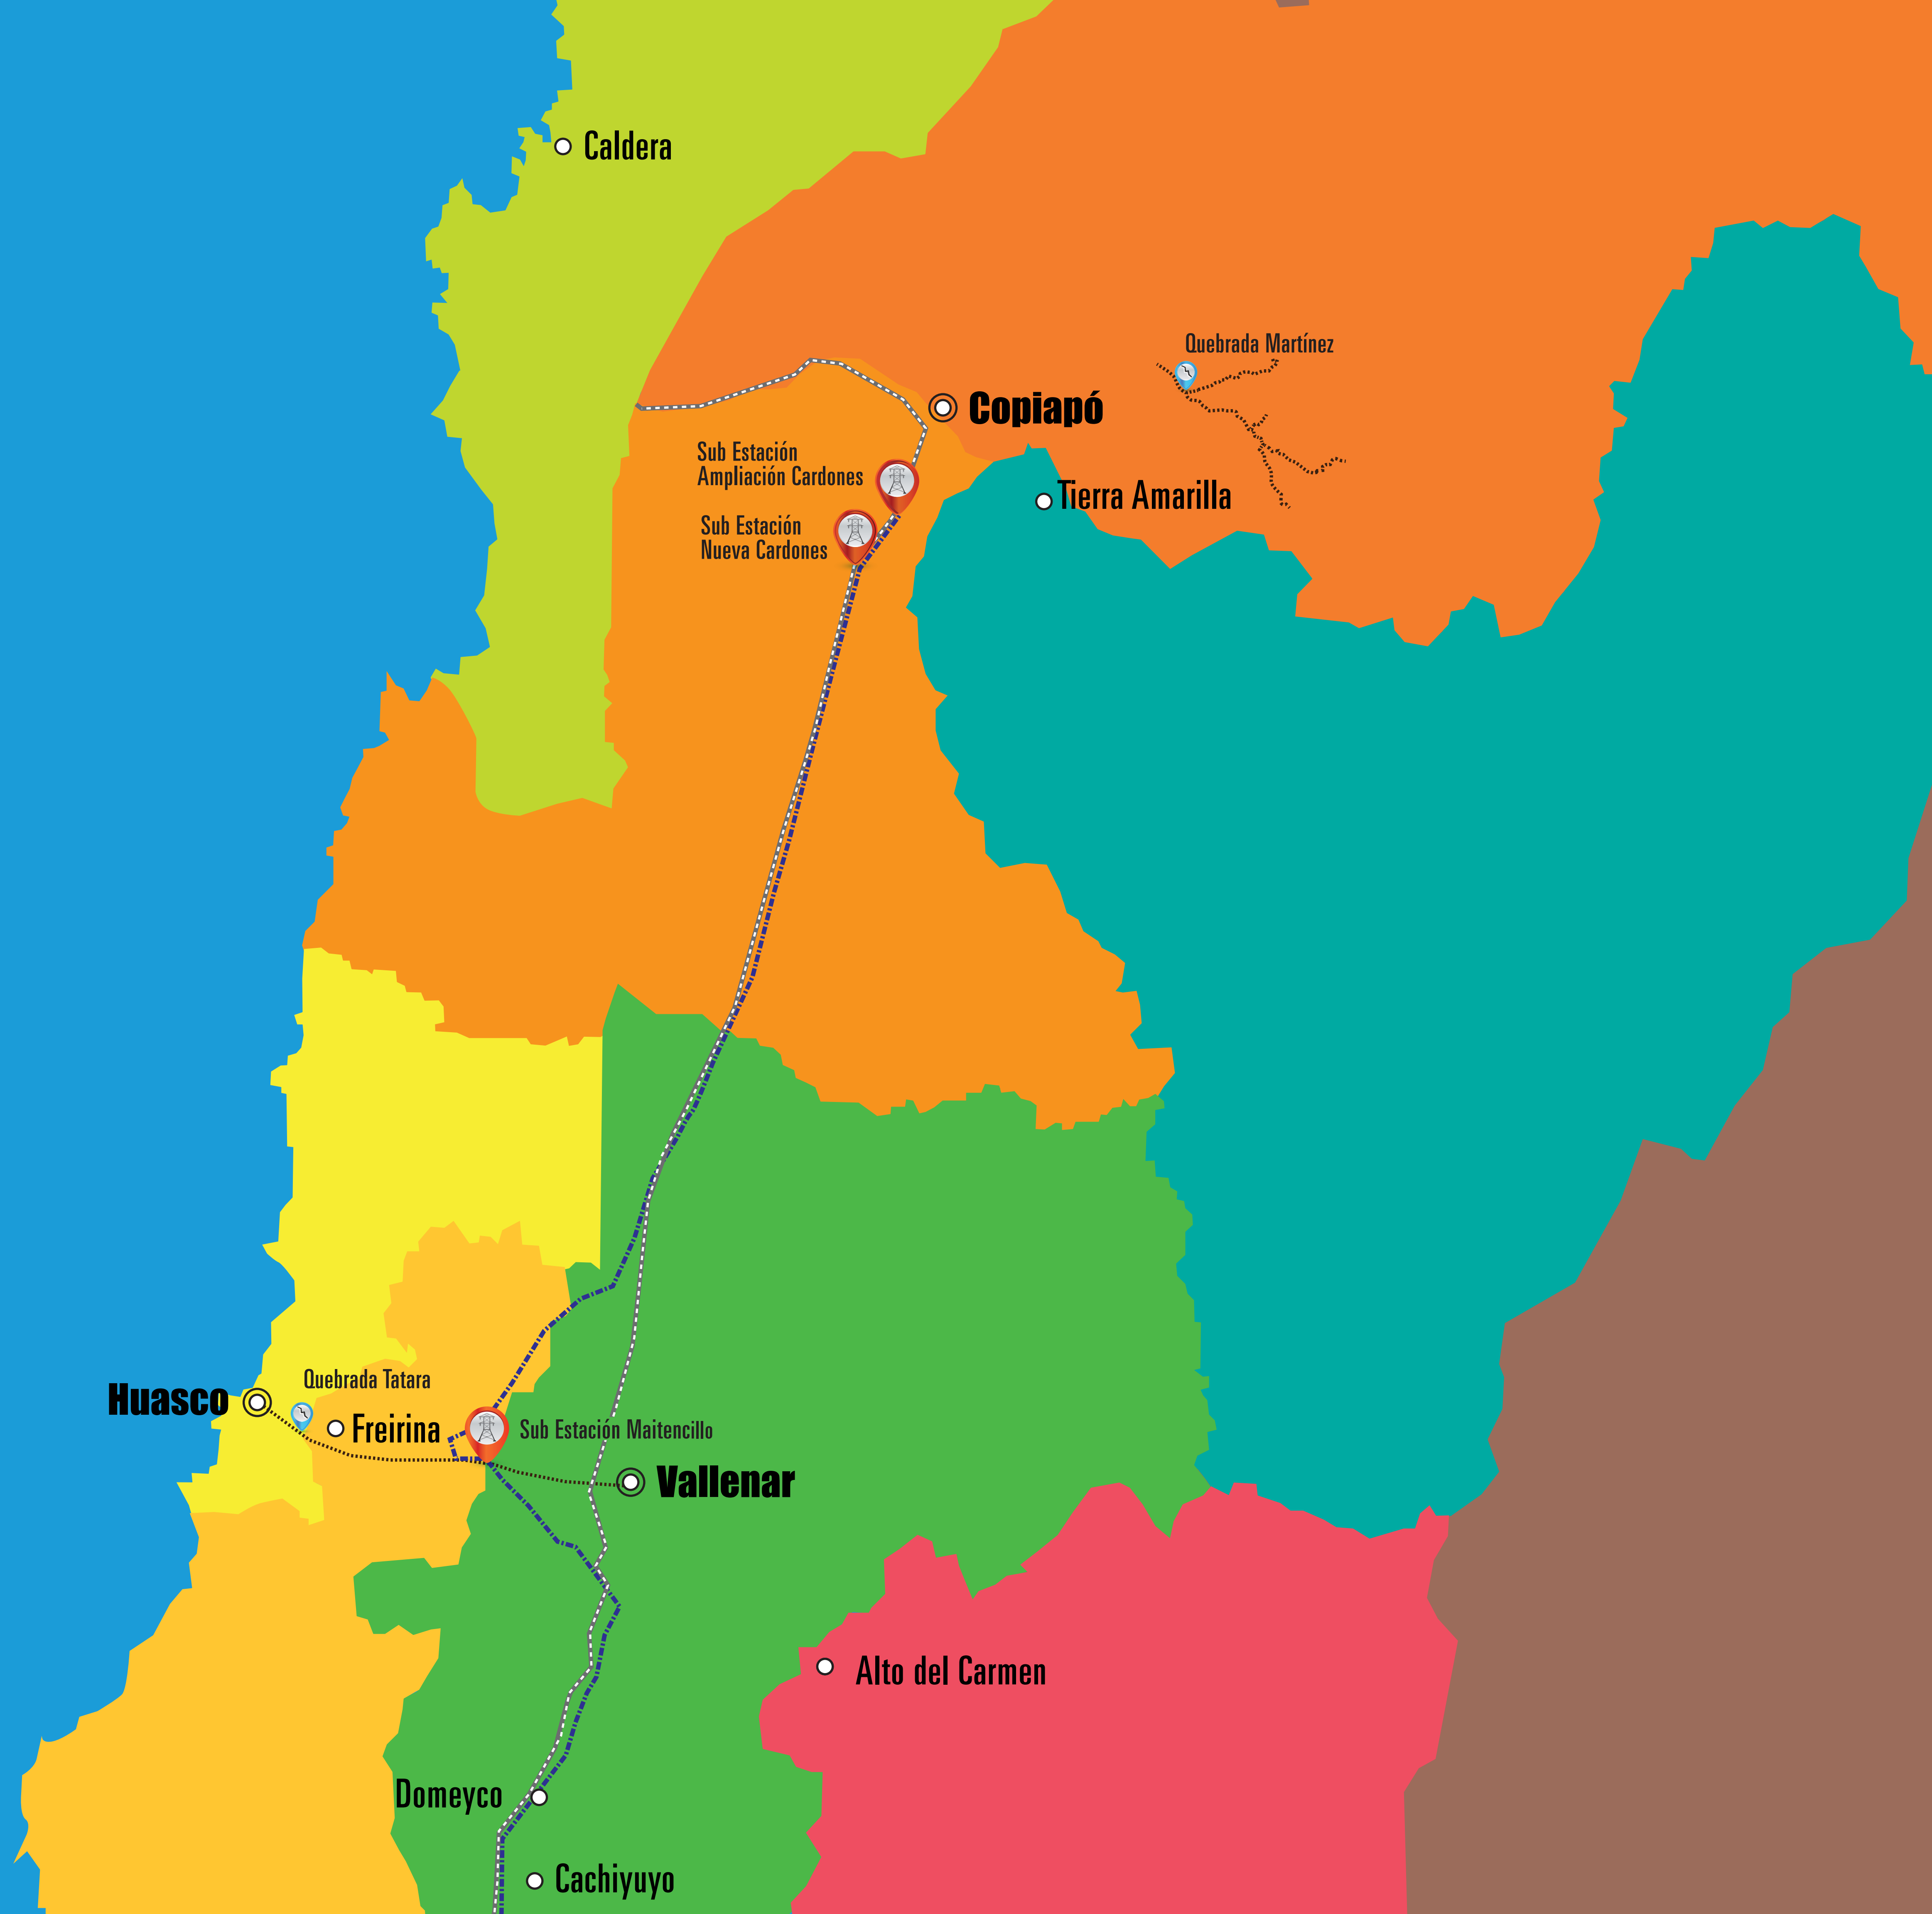 Caldera
Quebrada Martínez
Copiapó
Sub Estación
Ampliación Cardones
Tierra Amarilla
Sub Estación
Nueva Cardones
Quebrada Tatara
Huasco
Freirina
Sub Estación Maitencillo
Vallenar
Alto del Carmen
Domeyco
Cachiyuyo